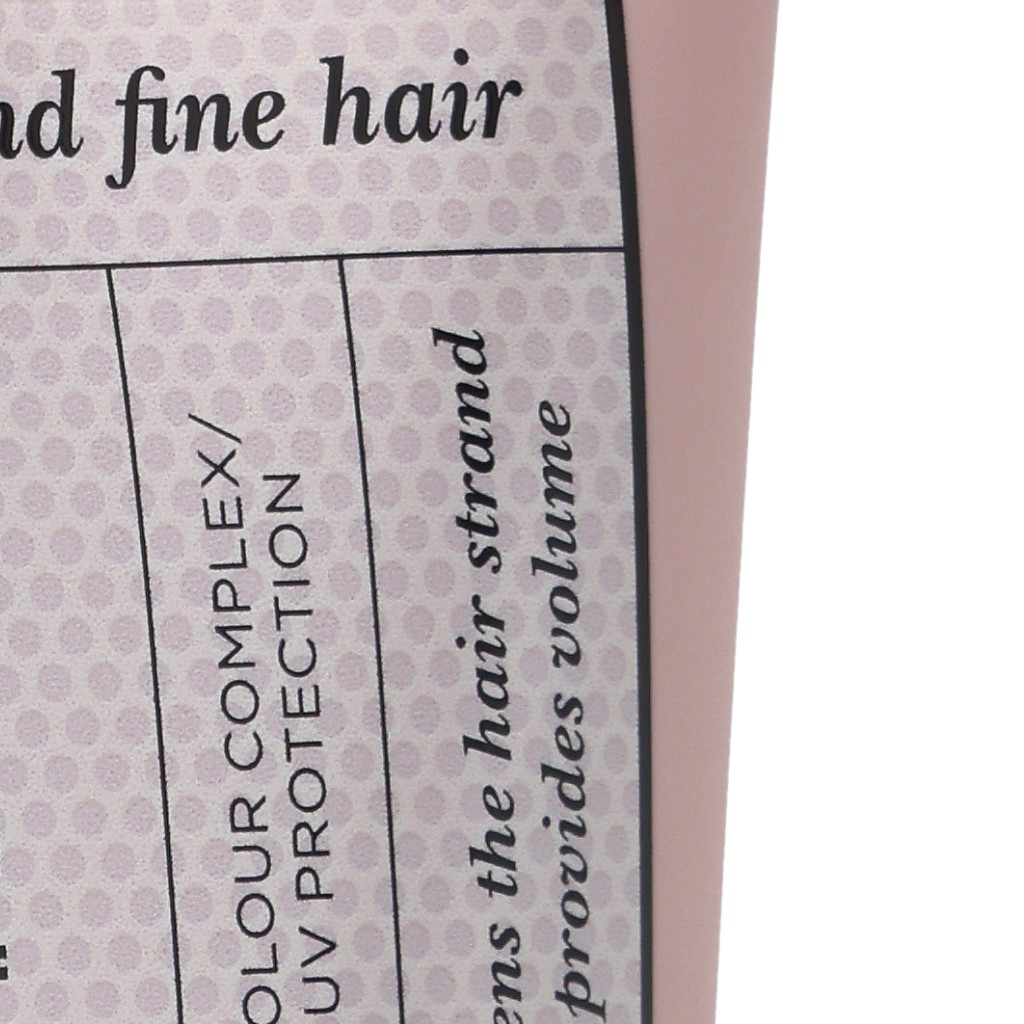 nd fine hair
OLOUR COMPLEX/
UV PROTECTION
ens the hair strand
provides volume